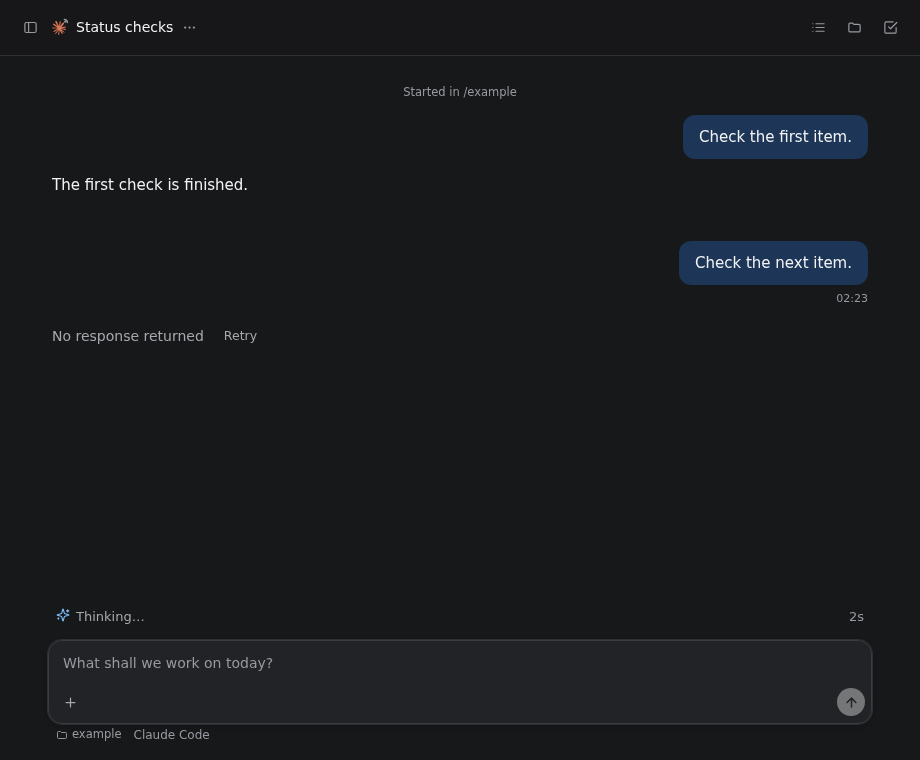 Status checks
Started in /example
Check the first item.
The first check is finished.
Check the next item.
02:23
No response returned Retry
Thinking... 2s
What shall we work on today?
example Claude Code